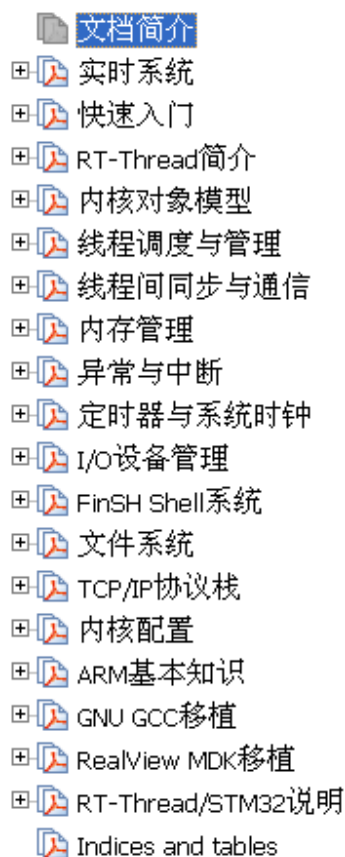 文档简介
实时系统
快速入门
RT-Thread简介
内核对象模型
线程调度与管理
线程间同步与通信
内存管理
异常与中断
定时器与系统时钟
I/O设备管理
FinSH Shell系统
文件系统
TCP/IP协议栈
内核配置
ARM基本知识
GNU GCC移植
RealView MDK移植
RT-Thread/STM32说明
Indices and tables